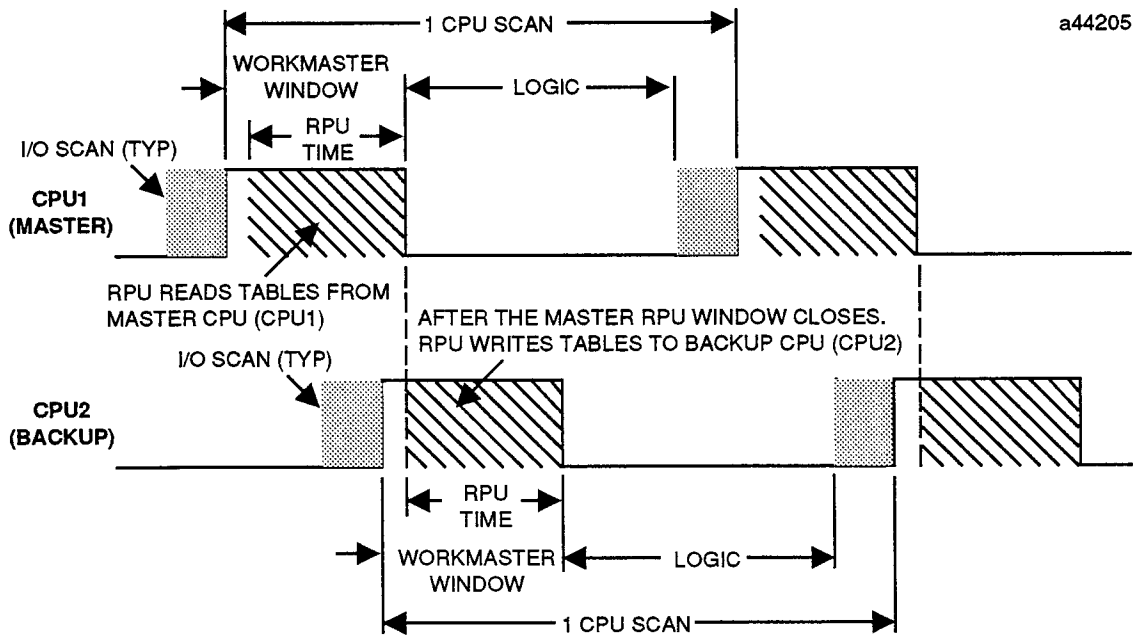 1 CPU SCAN
a44205
WORKMASTER
WINDOW
LOGIC
RPU
TIME
I/O SCAN (TYP)
CPU1
(MASTER)
RPU READS TABLES FROM
MASTER CPU (CPU1)
AFTER THE MASTER RPU WINDOW CLOSES.
RPU WRITES TABLES TO BACKUP CPU (CPU2)
I/O SCAN (TYP)
CPU2
(BACKUP)
RPU
TIME
WORKMASTER
WINDOW
LOGIC
1 CPU SCAN